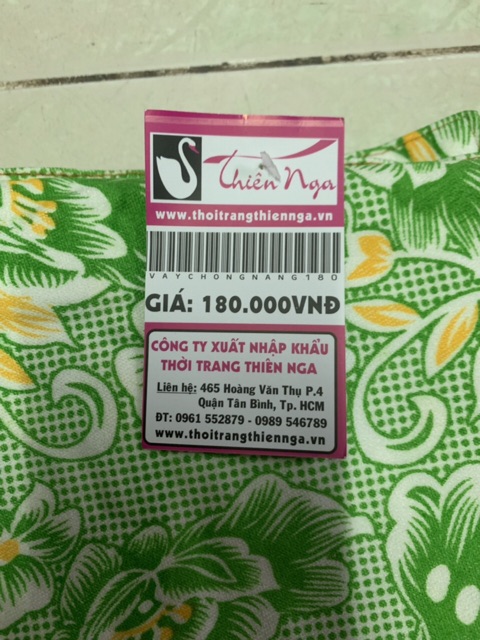 Thiên Nga
www.thoitrangthiennga.vn
VAYCHONGNANG180
GIÁ: 180.000VNĐ
CÔNG TY XUẤT NHẬP KHẨU
THỜI TRANG THIÊN NGA
Liên hệ: 465 Hoàng Văn Thụ P.4
Quận Tân Bình, Tp. HCM
ĐT: 0961 552879 - 0989 546789
www.thoitrangthiennga.vn